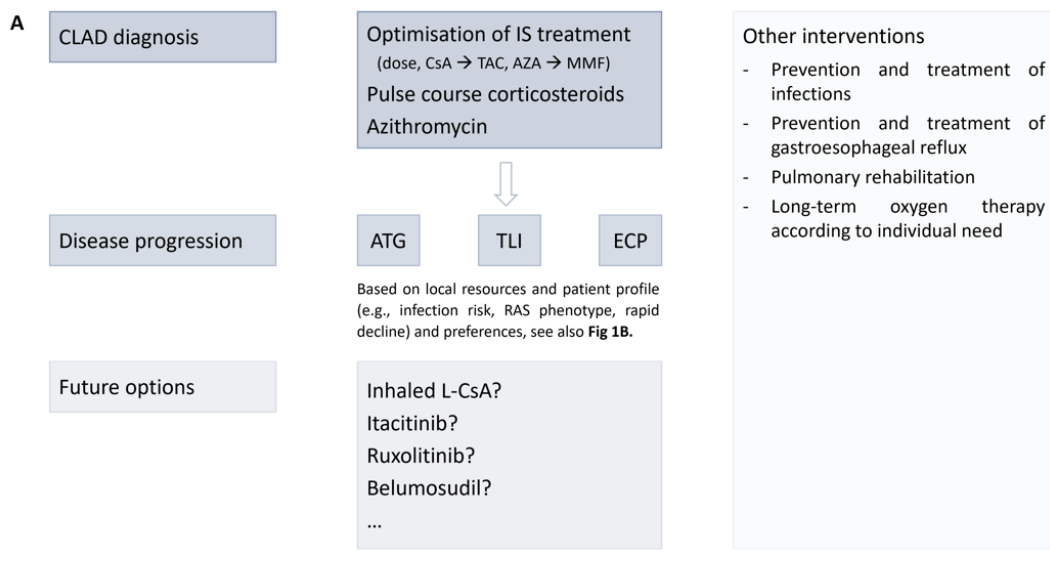 A
CLAD diagnosis
Optimisation of IS treatment
(dose, CsA → TAC, AZA → MMF)
Pulse course corticosteroids
Azithromycin
Disease progression
ATG
TLI
ECP
Based on local resources and patient profile
(e.g., infection risk, RAS phenotype, rapid
decline) and preferences, see also Fig 1B.
Future options
Inhaled L-CsA?
Itacitinib?
Ruxolitinib?
Belumosudil?
...
Other interventions
- Prevention and treatment of
infections
- Prevention and treatment of
gastroesophageal reflux
- Pulmonary rehabilitation
- Long-term oxygen therapy
according to individual need